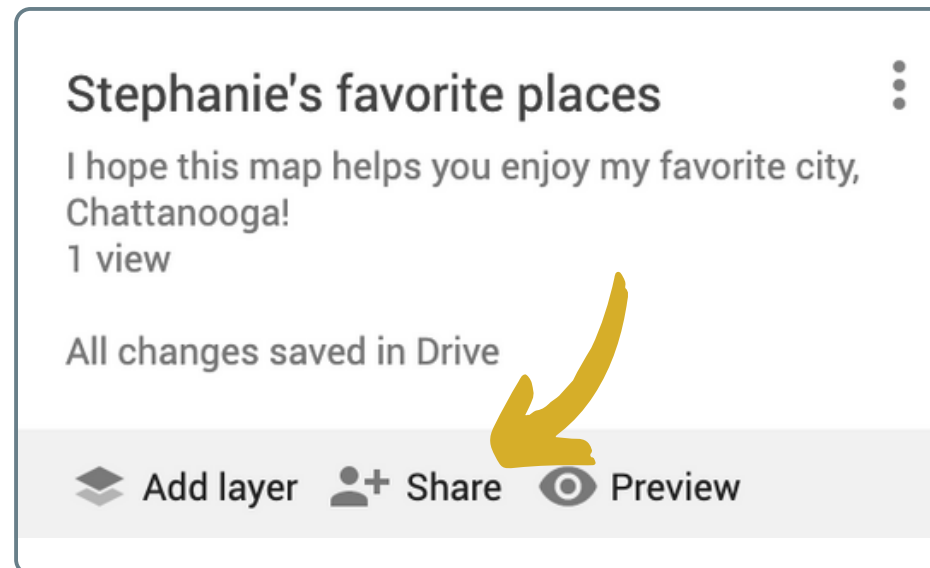 Stephanie's favorite places
I hope this map helps you enjoy my favorite city,
Chattanooga!
1 view
All changes saved in Drive
Add layer Share Preview